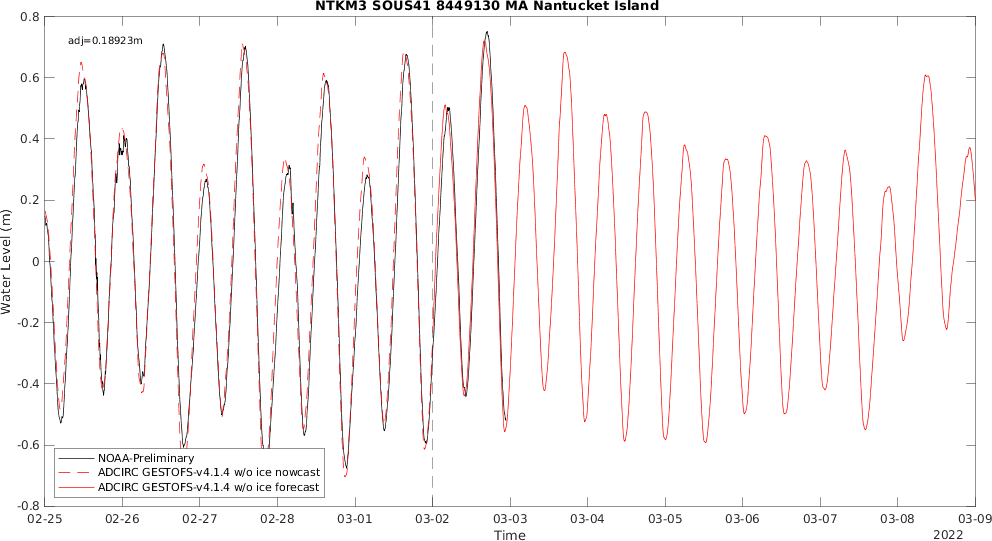 NTKM3 SOUS41 8449130 MA Nantucket Island
adj=0.18923m
0.8
0.6
0.4
0.2
0
-0.2
-0.4
-0.6
-0.8
Water Level (m)
NOAA-Preliminary
ADCIRC GESTOFS-v4.1.4 w/o ice nowcast
ADCIRC GESTOFS-v4.1.4 w/o ice forecast
02-25 02-26 02-27 02-28 03-01 03-02 03-03 03-04 03-05 03-06 03-07 03-08 03-09
Time
2022